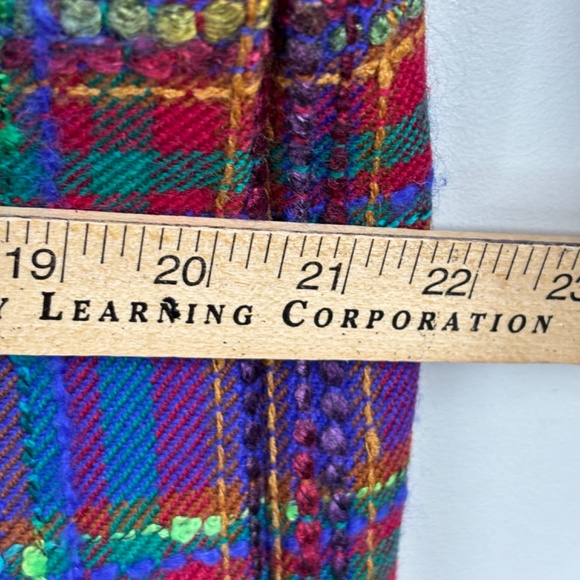 19 20 21 22 23
Y LEARNING CORPORATION